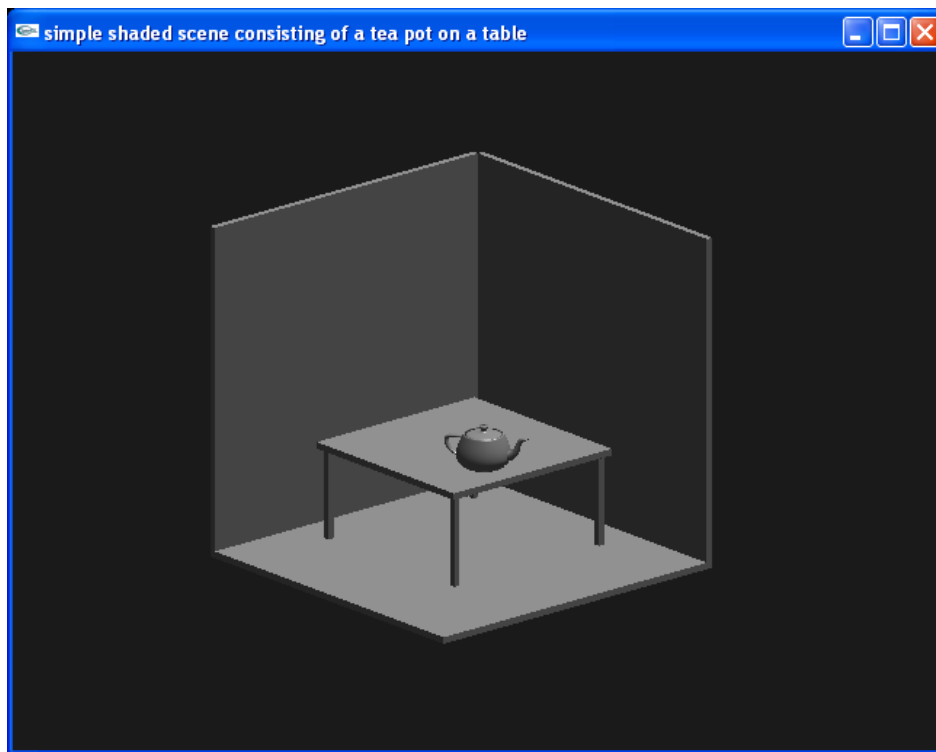 simple shaded scene consisting of a tea pot on a table